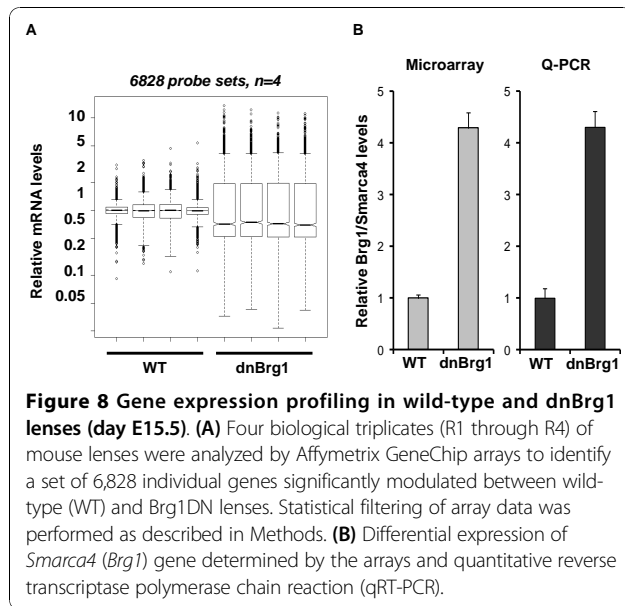 A
B
6828 probe sets, n=4
Relative mRNA levels
10
5
2
1
0.5
0.2
0.1
0.05
WT
dnBrg1
Microarray
Q-PCR
Relative Brg1/Smarca4 levels
5
4
3
2
1
0
WT dnBrg1
5
4
3
2
1
0
WT dnBrg1
Figure 8 Gene expression profiling in wild-type and dnBrg1
lenses (day E15.5). (A) Four biological triplicates (R1 through R4) of
mouse lenses were analyzed by Affymetrix GeneChip arrays to identify
a set of 6,828 individual genes significantly modulated between wild-
type (WT) and Brg1DN lenses. Statistical filtering of array data was
performed as described in Methods. (B) Differential expression of
Smarca4 (Brg1) gene determined by the arrays and quantitative reverse
transcriptase polymerase chain reaction (qRT-PCR).